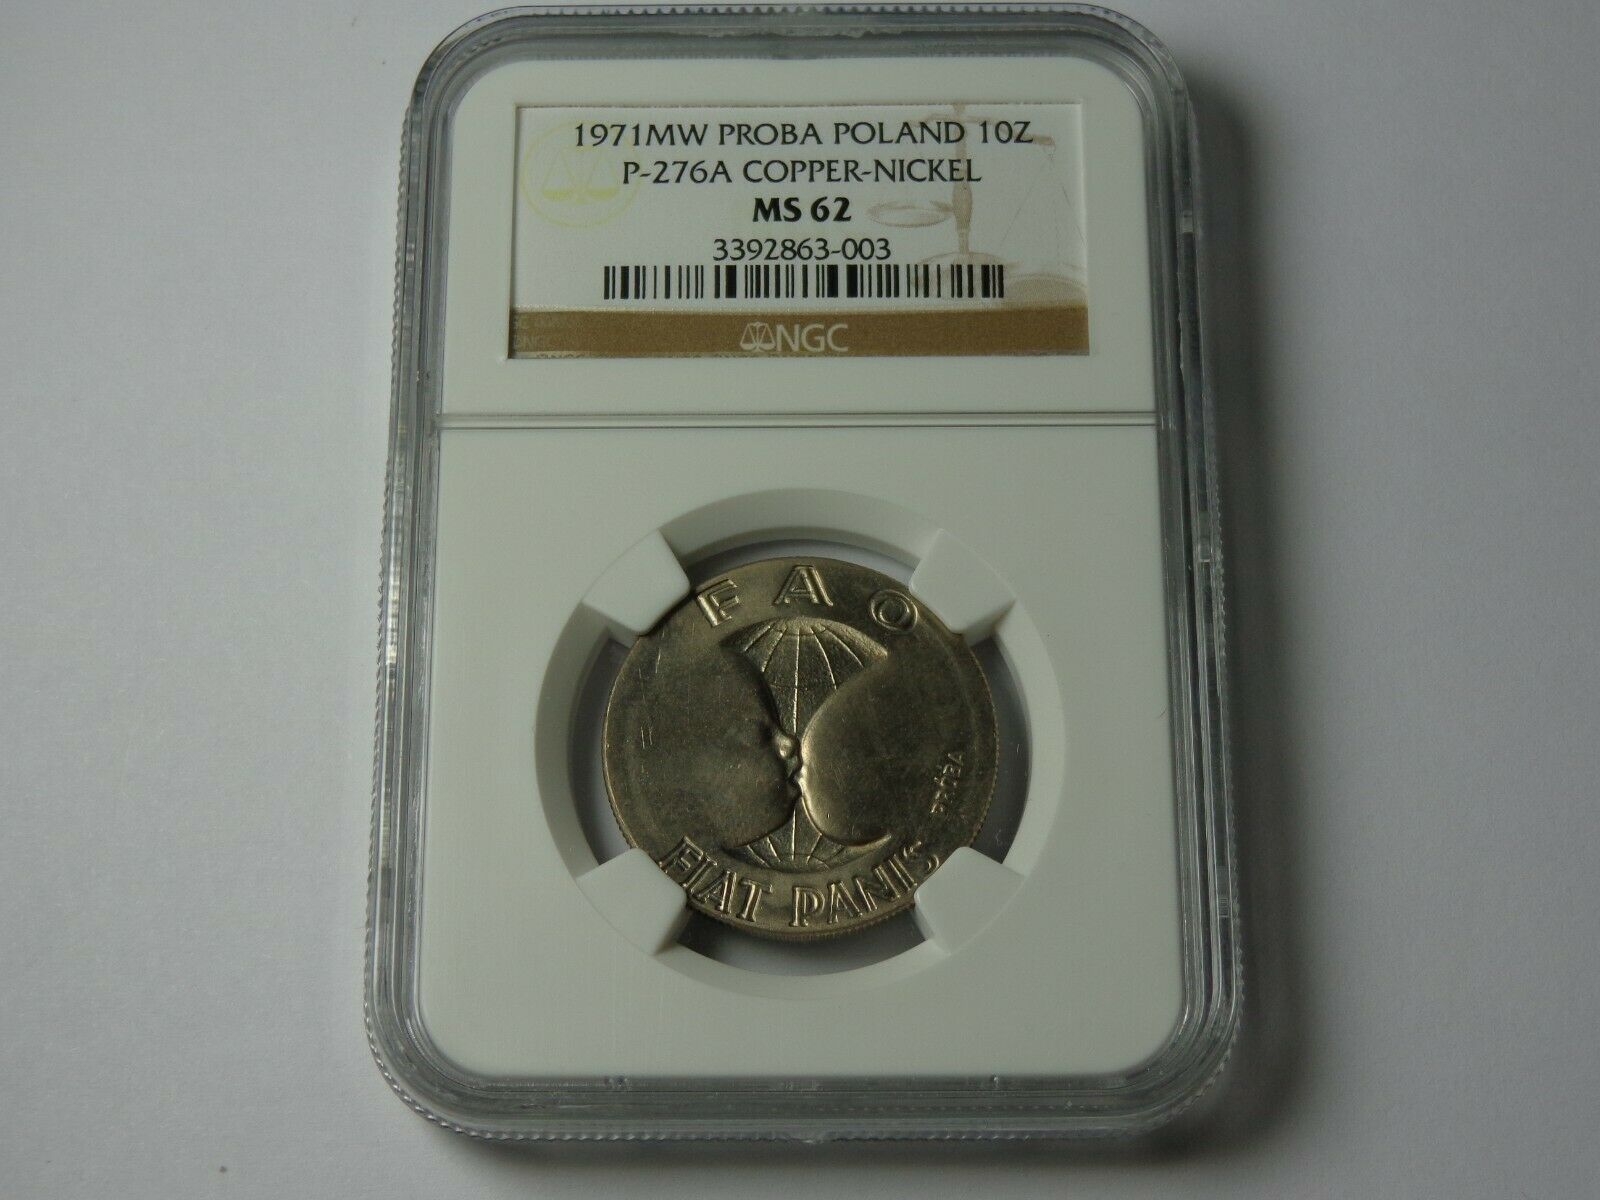 1971MW PROBA POLAND 10Z
P-276A COPPER-NICKEL
MS 62
3392863-003
NGC
FAO
PRÓBA
FIAT PANIS